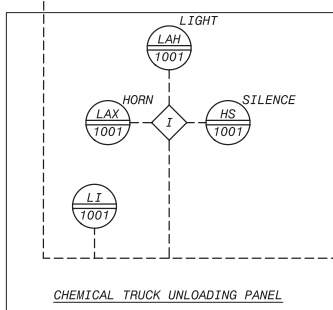 LIGHT
LAH
1001
HORN
SILENCE
LAX
1001
I
HS
1001
LI
1001
CHEMICAL TRUCK UNLOADING PANEL